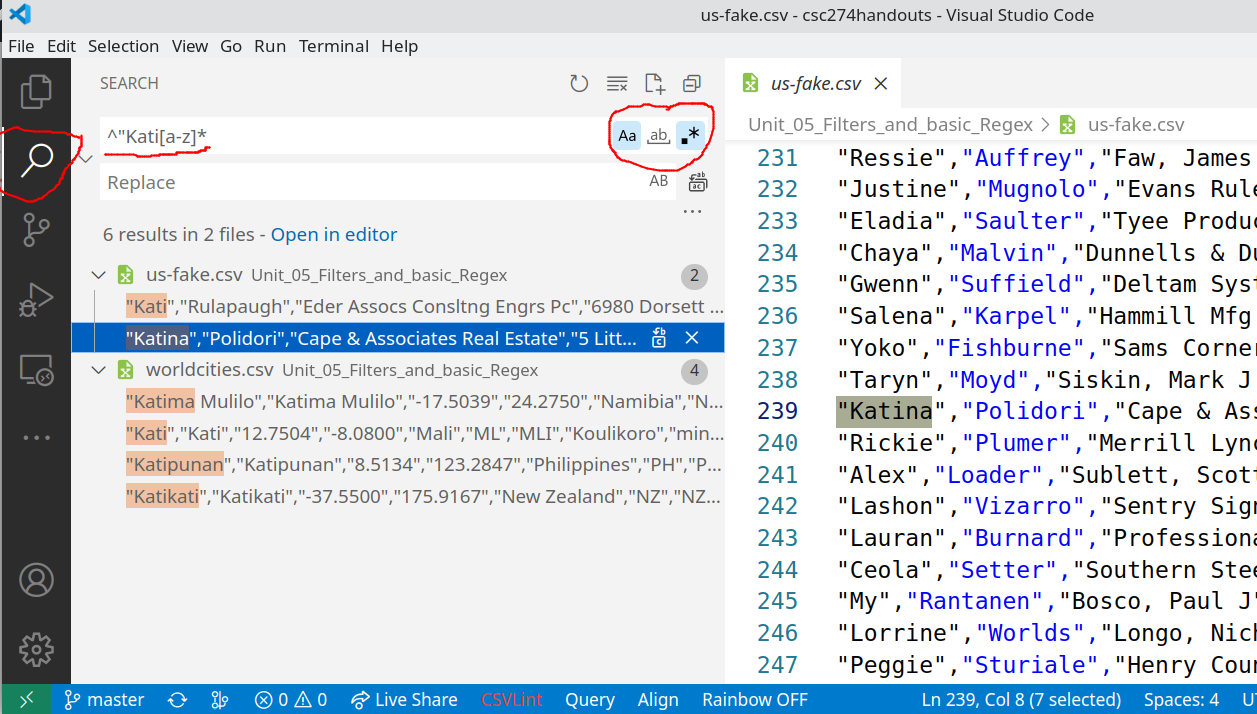 us-fake.csv - csc274handouts - Visual Studio Code
File Edit Selection View Go Run Terminal Help
SEARCH
^"Kati[a-z]*
Aa ab .*
Replace
AB
6 results in 2 files - Open in editor
us-fake.csv Unit_05_Filters_and_basic_Regex 2
"Kati","Rulapaugh","Eder Assocs Consltng Engrs Pc","6980 Dorsett ...
"Katina","Polidori","Cape & Associates Real Estate","5 Litt...
worldcities.csv Unit_05_Filters_and_basic_Regex 4
"Katima Mulilo","Katima Mulilo","-17.5039","24.2750","Namibia","N...
"Kati","Kati","12.7504","-8.0800","Mali","ML","MLI","Koulikoro","min...
"Katipunan","Katipunan","8.5134","123.2847","Philippines","PH","P...
"Katikati","Katikati","-37.5500","175.9167","New Zealand","NZ","NZ...
us-fake.csv
Unit_05_Filters_and_basic_Regex > us-fake.csv
231 "Ressie","Auffrey","Faw, James
232 "Justine","Mugnolo","Evans Rule
233 "Eladia","Saulter","Tyee Produc
234 "Chaya","Malvin","Dunnells & Du
235 "Gwenn","Suffield","Deltam Syst
236 "Salena","Karpel","Hammill Mfg
237 "Yoko","Fishburne","Sams Corner
238 "Taryn","Moyd","Siskin, Mark J
239 "Katina","Polidori","Cape & Ass
240 "Rickie","Plumer","Merrill Lync
241 "Alex","Loader","Sublett, Scott
242 "Lashon","Vizarro","Sentry Sign
243 "Lauran","Burnard","Professiona
244 "Ceola","Setter","Southern Stee
245 "My","Rantanen","Bosco, Paul J"
246 "Lorrine","Worlds","Longo, Nich
247 "Peggie","Sturiale","Henry Coun
master 0 0 Live Share CSVLint Query Align Rainbow OFF Ln 239, Col 8 (7 selected) Spaces: 4